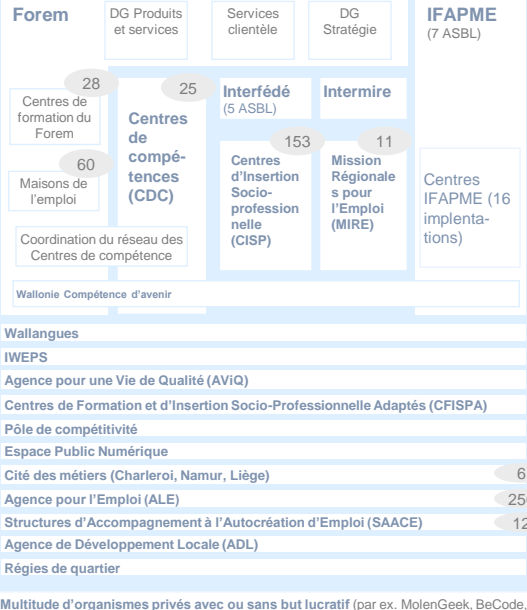 Forem
DG Produits
et services
Services
clientèle
DG
Stratégie
IFAPME
(7 ASBL)
28
Centres de
formation du
Forem
60
Maisons de
l'emploi
25
Centres
de
compé-
tences
(CDC)
Interfédé
(5 ASBL)
153
Centres
d'Insertion
Socio-
profession
nelle
(CISP)
Intermire
11
Mission
Régionale
s pour
l'Emploi
(MIRE)
Centres
IFAPME (16
implenta-
tions)
Coordination du réseau des
Centres de compétence
Wallonie Compétence d'avenir
Wallangues
IWEPS
Agence pour une Vie de Qualité (AViQ)
Centres de Formation et d'Insertion Socio-Professionnelle Adaptés (CFISPA)
Pôle de compétitivité
Espace Public Numérique
Cité des métiers (Charleroi, Namur, Liège)
Agence pour l'Emploi (ALE)
Structures d'Accompagnement à l'Autocréation d'Emploi (SAACE)
Agence de Développement Locale (ADL)
Régies de quartier
Multitude d'organismes privés avec ou sans but lucratif (par ex. MolenGeek, BeCode,